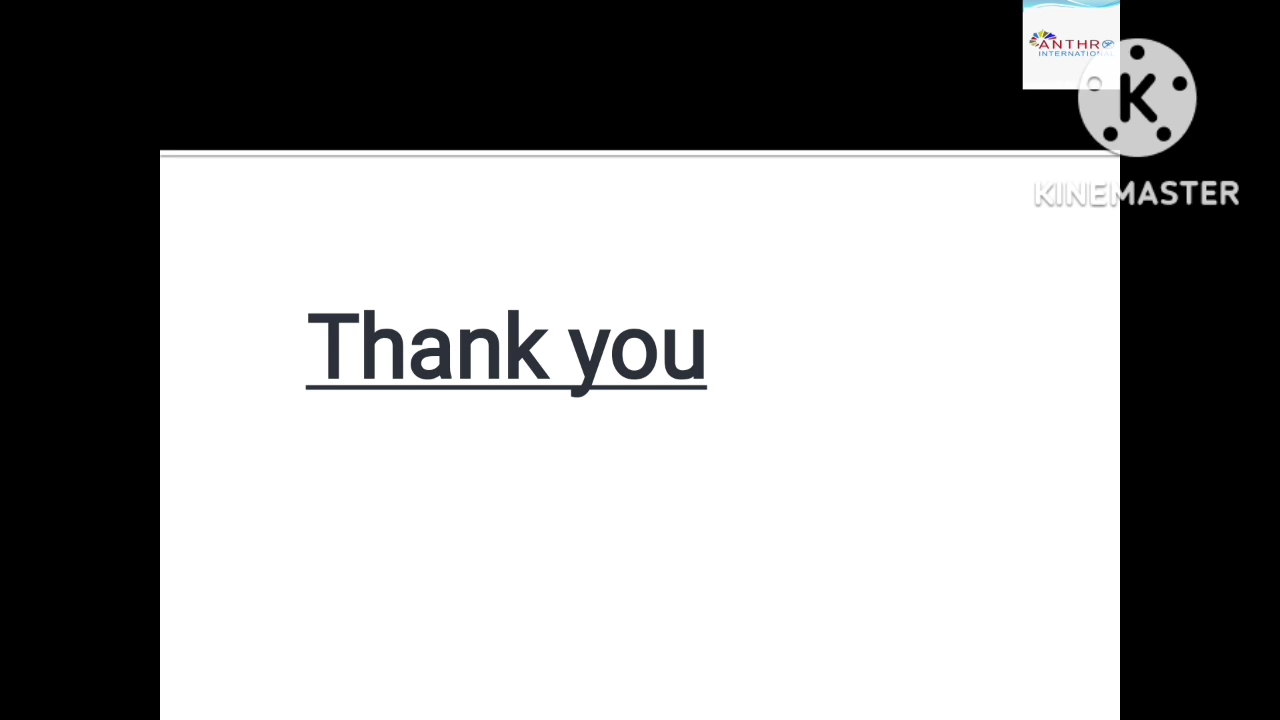 ANTHRO
INTERNATIONAL
K
KINEMASTER
Thank you